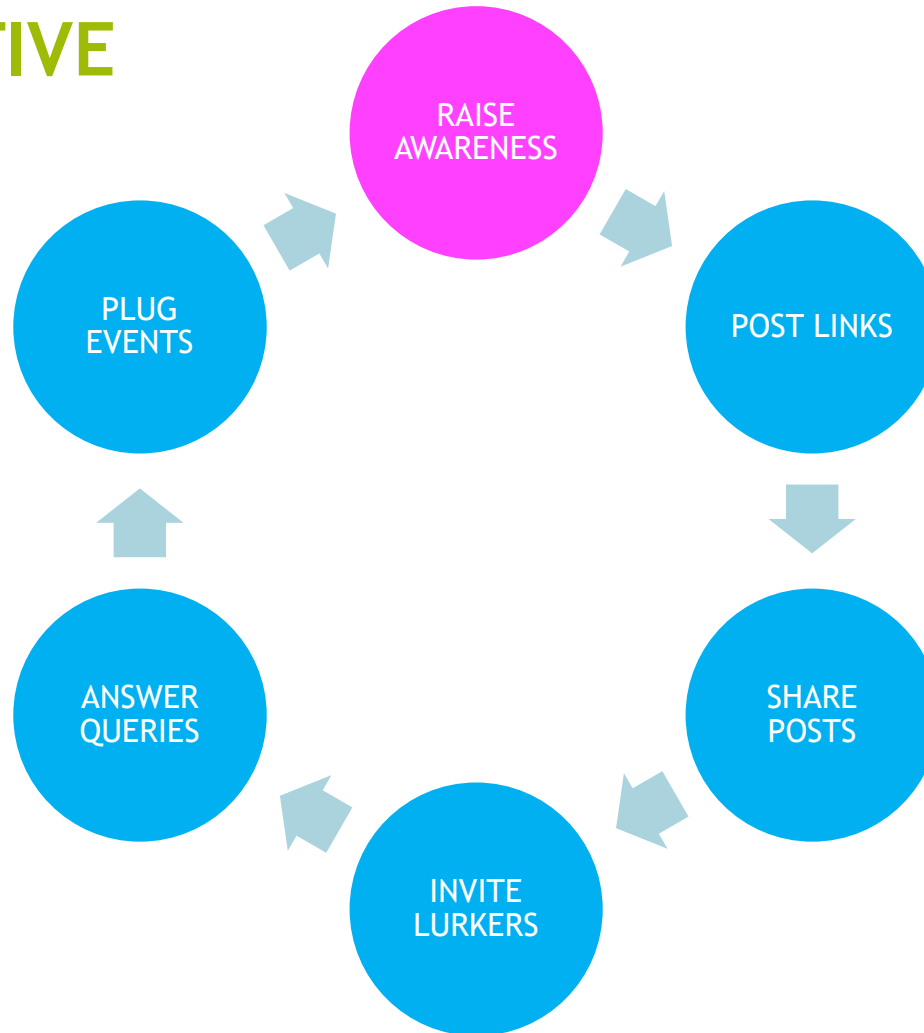 TIVE
RAISE
AWARENESS
POST LINKS
SHARE
POSTS
INVITE
LURKERS
ANSWER
QUERIES
PLUG
EVENTS